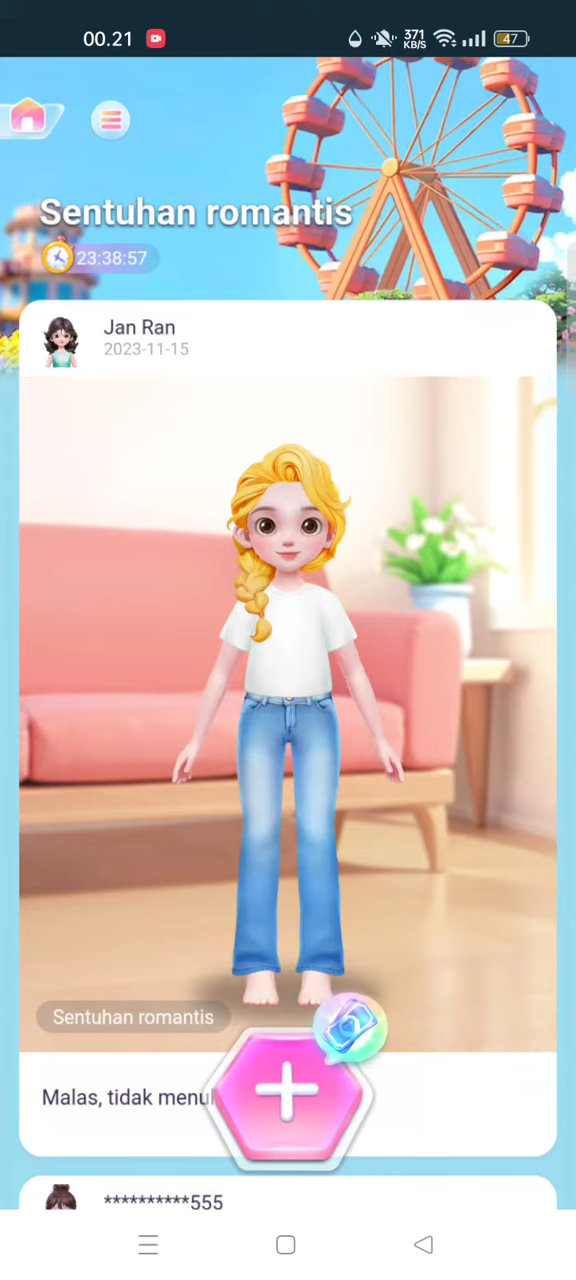 00.21
371
KB/S
47
Sentuhan romantis
23:38:57
Jan Ran
2023-11-15
Sentuhan romantis
Malas, tidak
**********555